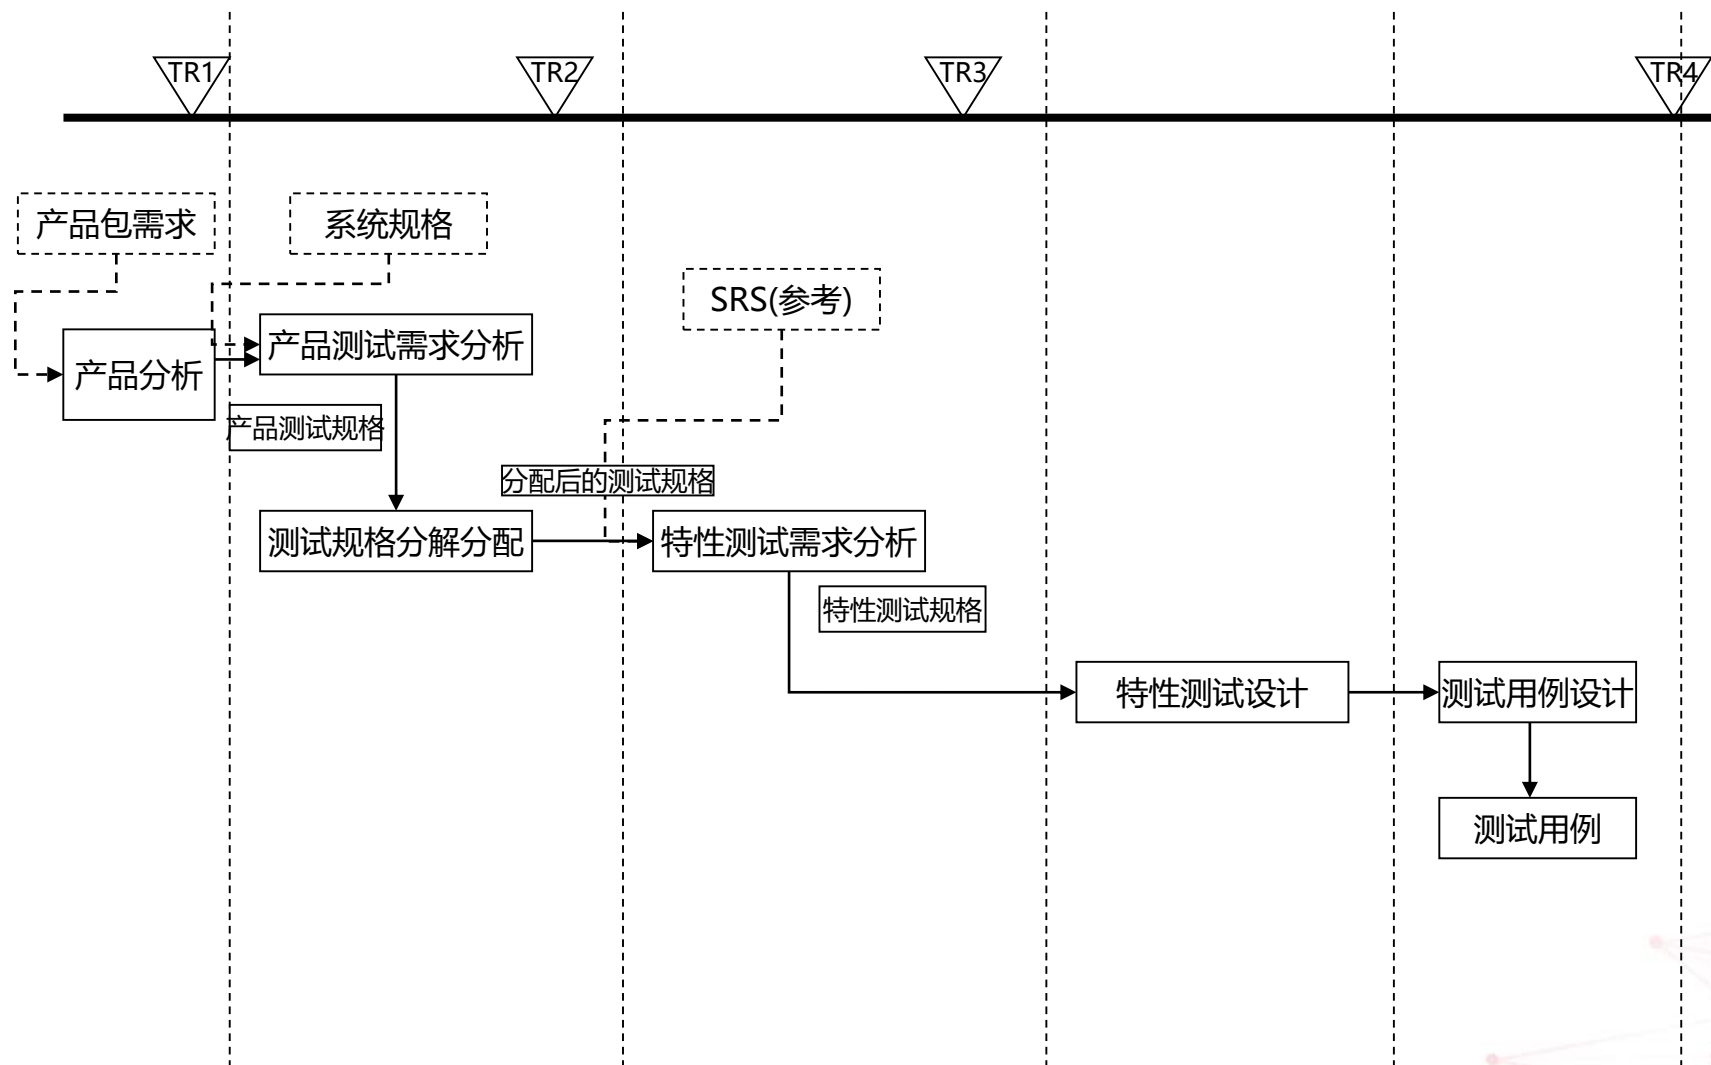 TR1
TR2
TR3
TR4
产品包需求
系统规格
SRS(参考)
产品分析
产品测试需求分析
产品测试规格
分配后的测试规格
测试规格分解分配
特性测试需求分析
特性测试规格
特性测试设计
测试用例设计
测试用例